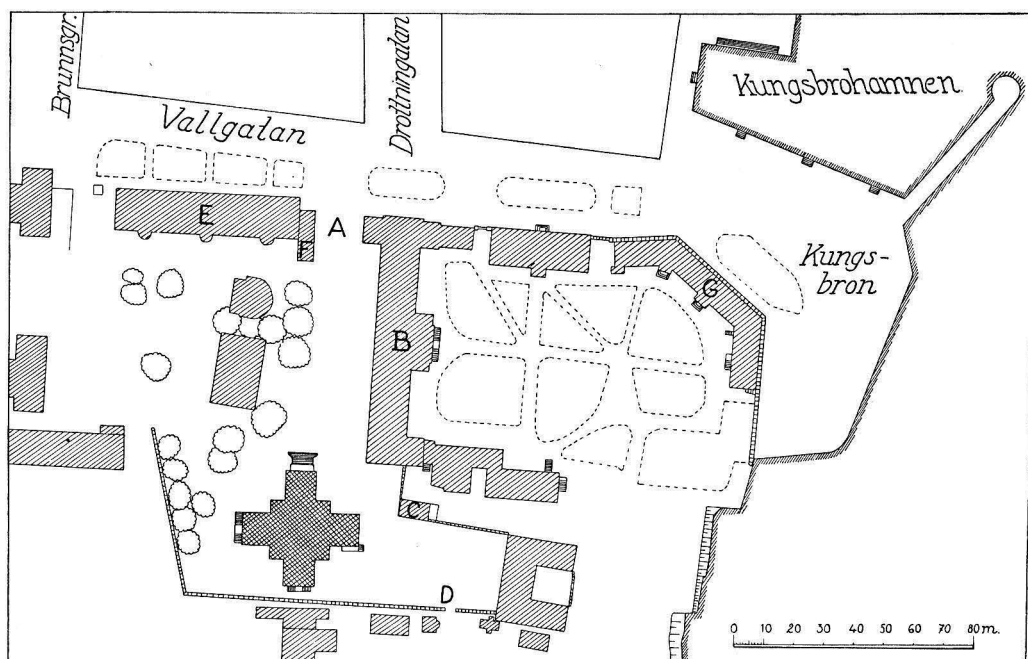 Brunnsgr.
Drottningatan
Kungsbrohamnen.
Vallgatan
E
A
F
Kungs-
bron
G
B
C
D
0 10 20 30 40 50 60 70 80 m.